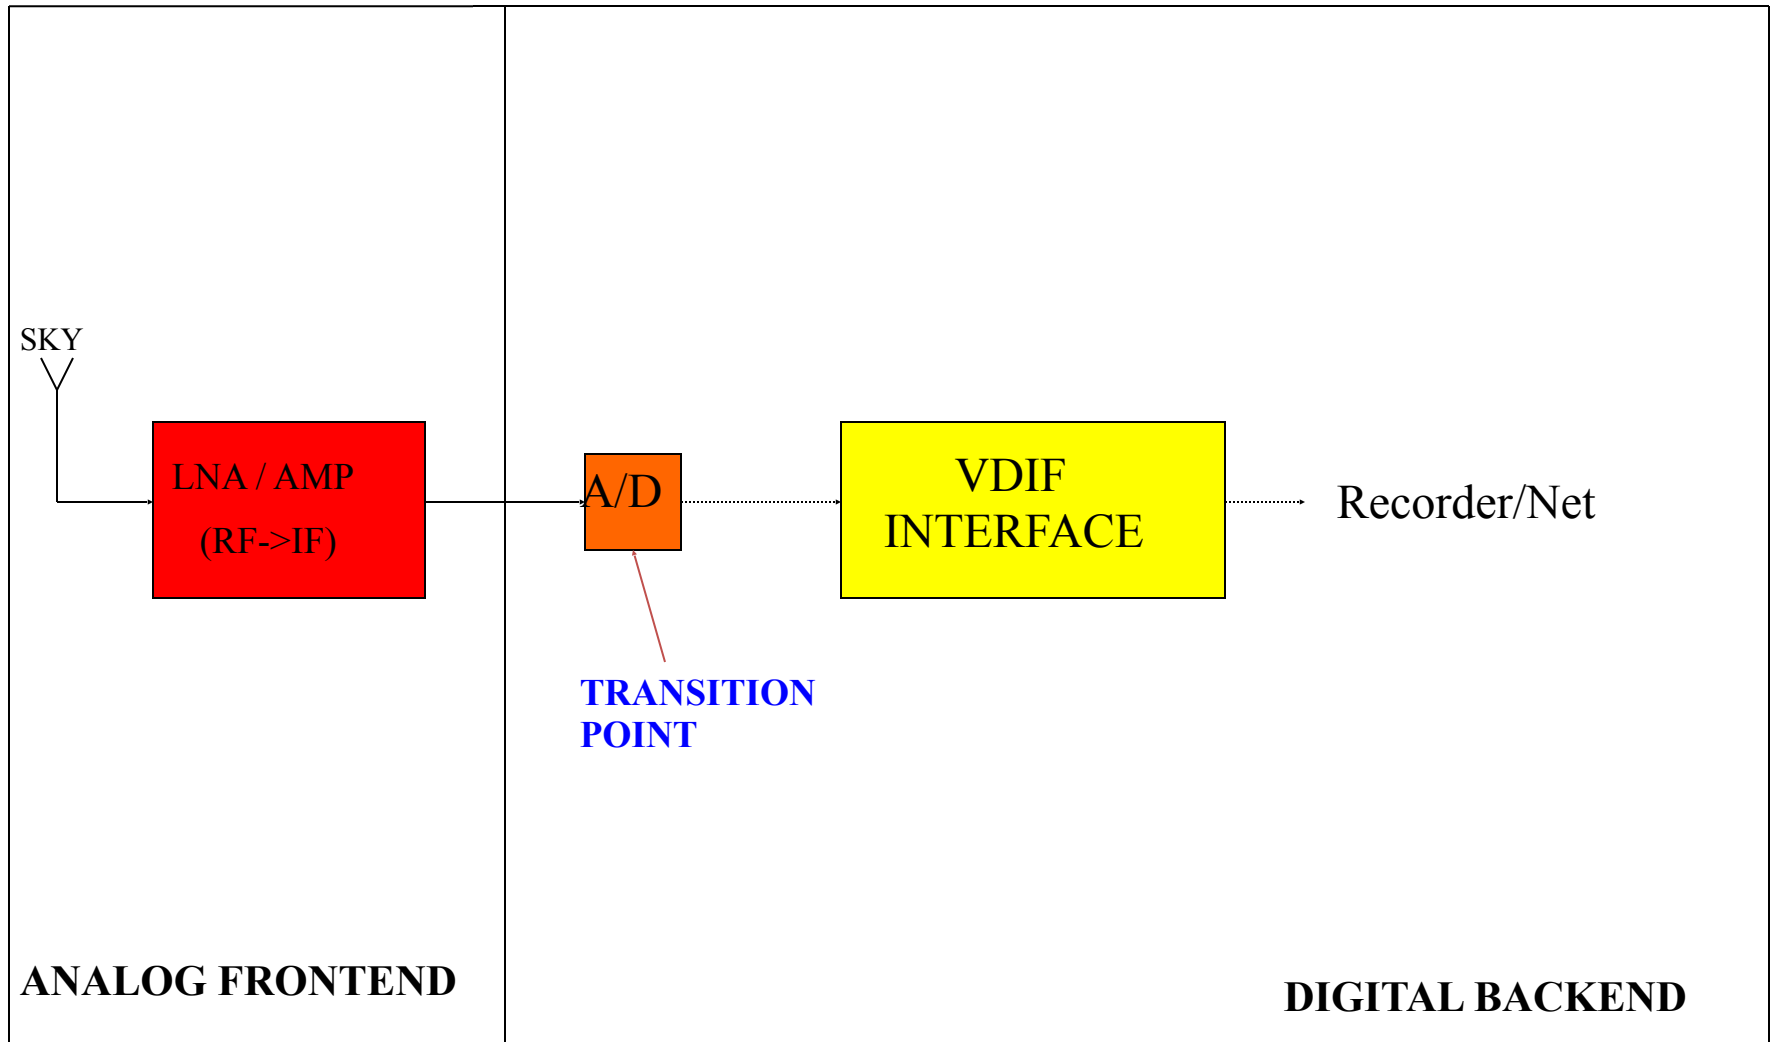 SKY
LNA / AMP
(RF->IF)
A/D
VDIF
INTERFACE
Recorder/Net
TRANSITION
POINT
ANALOG FRONTEND
DIGITAL BACKEND